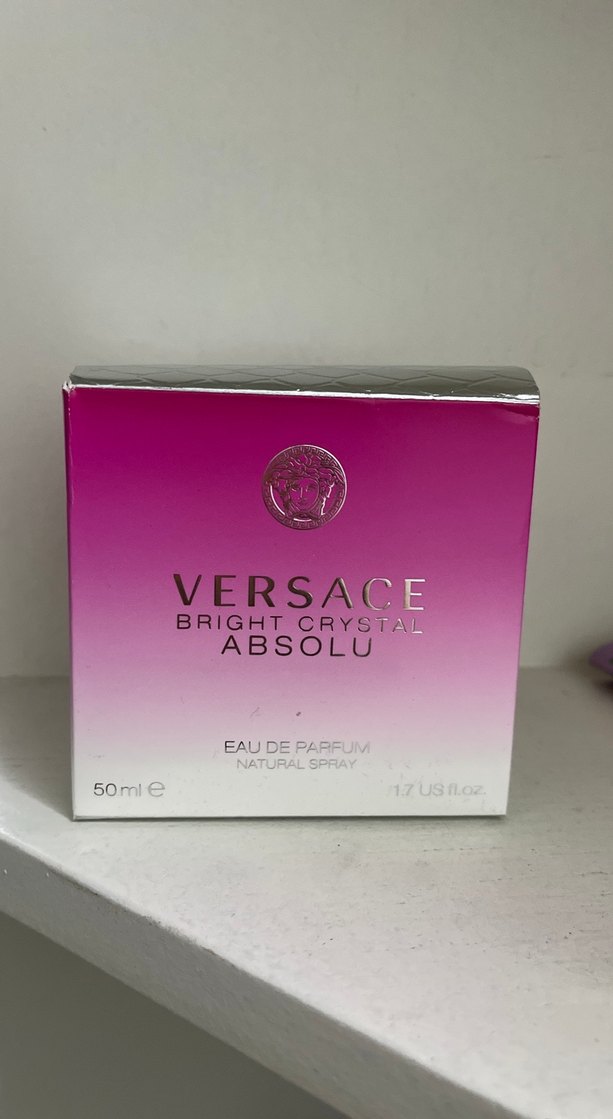 VERSACE
BRIGHT CRYSTAL
ABSOLU
EAU DE PARFUM
NATURAL SPRAY
50 ml ℮
1.7 US fl.oz.